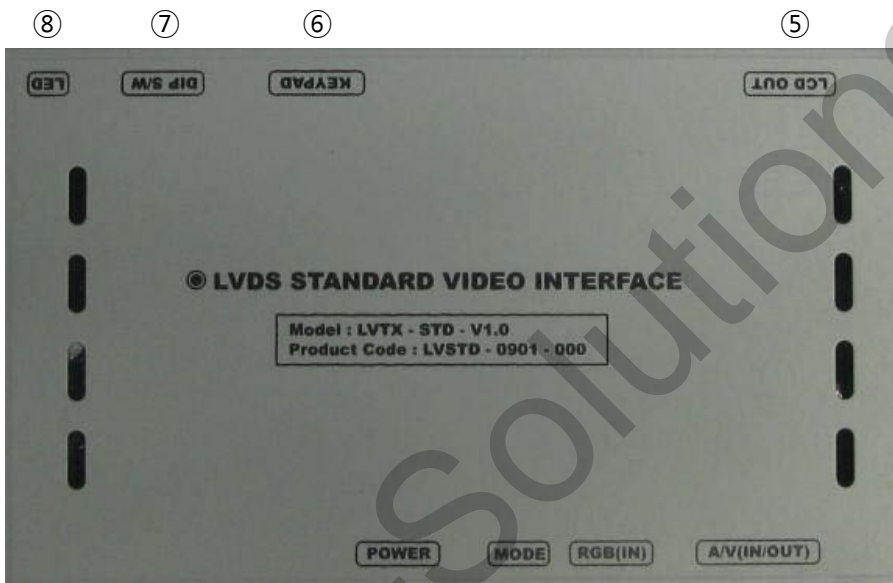 ⑧ ⑦ ⑥ ⑤
LED DIP S/W KEYPAD LCD OUT
LVDS STANDARD VIDEO INTERFACE
Model : LVTX - STD - V1.0
Product Code : LVSTD - 0901 - 000
POWER MODE RGB(IN) A/V(IN/OUT)
Solution